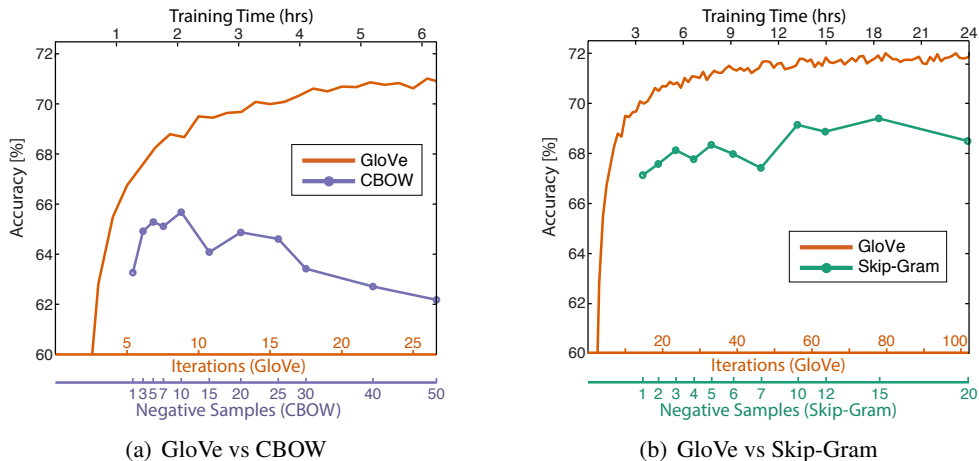 Training Time (hrs)
1 2 3 4 5 6
72
70
68
66
64
62
60
Accuracy [%]
GloVe
CBOW
5 10 15 20 25
Iterations (GloVe)
1 3 5 7 10 15 20 25 30 40 50
Negative Samples (CBOW)
(a) GloVe vs CBOW
Training Time (hrs)
3 6 9 12 15 18 21 24
72
70
68
66
64
62
60
Accuracy [%]
GloVe
Skip-Gram
20 40 60 80 100
Iterations (GloVe)
1 2 3 4 5 6 7 10 12 15 20
Negative Samples (Skip-Gram)
(b) GloVe vs Skip-Gram